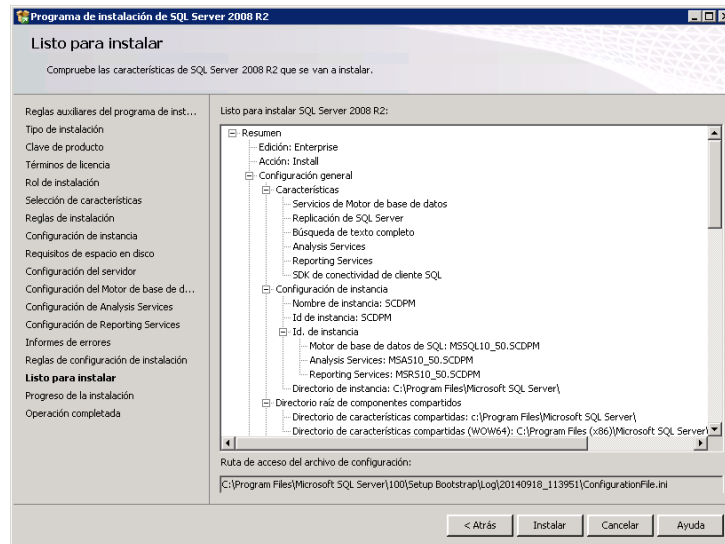 Programa de instalación de SQL Server 2008 R2
Listo para instalar
Compruebe las características de SQL Server 2008 R2 que se van a instalar.
Reglas auxiliares del programa de inst...
Tipo de instalación
Clave de producto
Términos de licencia
Rol de instalación
Selección de características
Reglas de instalación
Configuración de instancia
Requisitos de espacio en disco
Configuración del servidor
Configuración del Motor de base de d...
Configuración de Analysis Services
Configuración de Reporting Services
Informes de errores
Reglas de configuración de instalación
Listo para instalar
Progreso de la instalación
Operación completada
Listo para instalar SQL Server 2008 R2:
Resumen
Edición: Enterprise
Acción: Install
Configuración general
Características
Servicios de Motor de base de datos
Replicación de SQL Server
Búsqueda de texto completo
Analysis Services
Reporting Services
SDK de conectividad de cliente SQL
Configuración de instancia
Nombre de instancia: SCDPM
Id de instancia: SCDPM
Id. de instancia
Motor de base de datos de SQL: MSSQL10_50.SCDPM
Analysis Services: MSAS10_50.SCDPM
Reporting Services: MSRS10_50.SCDPM
Directorio de instancia: C:\Program Files\Microsoft SQL Server\
Directorio raíz de componentes compartidos
Directorio de características compartidas: c:\Program Files\Microsoft SQL Server\
Directorio de características compartidas (WOW64): C:\Program Files (x86)\Microsoft SQL Server\
Ruta de acceso del archivo de configuración:
C:\Program Files\Microsoft SQL Server\100\Setup Bootstrap\Log\20140918_113951\ConfigurationFile.ini
< Atrás
Instalar
Cancelar
Ayuda